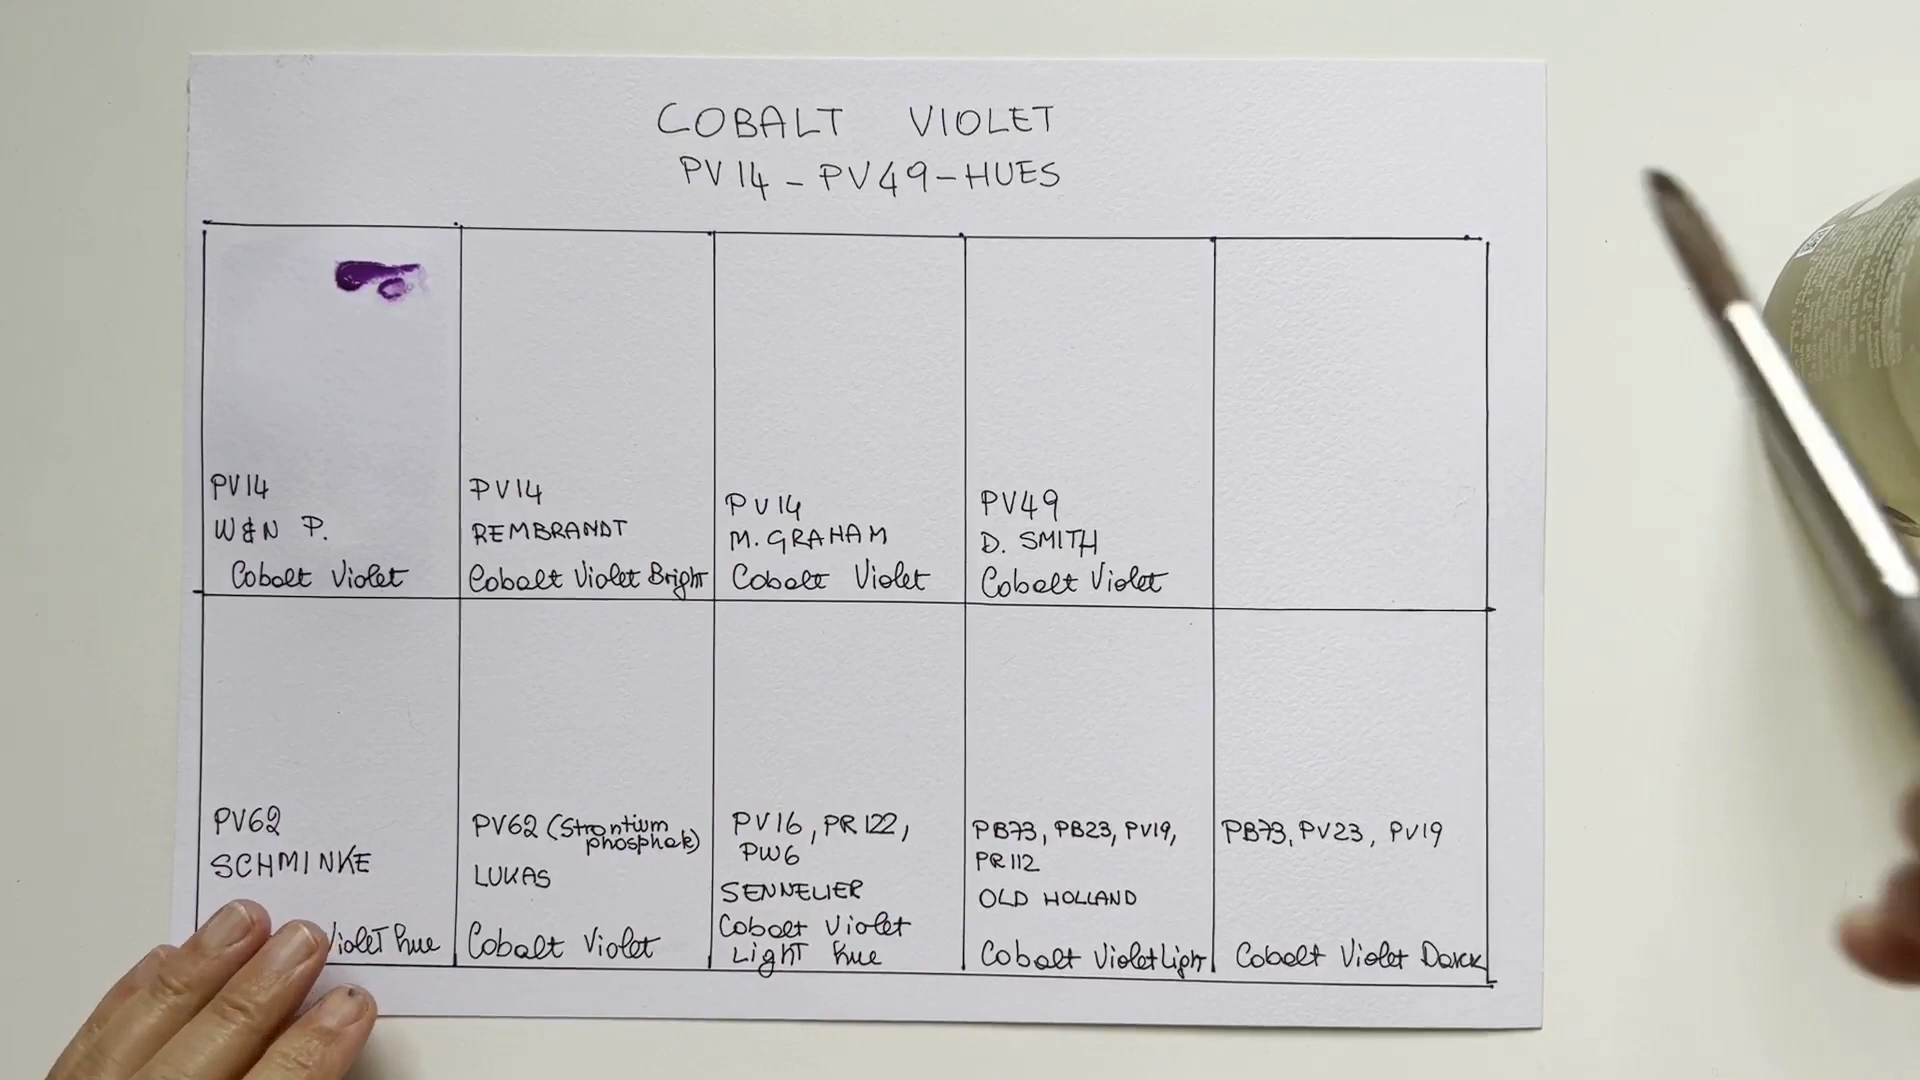 COBALT VIOLET
PV14 - PV49 - HUES
PV14
W&N P.
Cobalt Violet
PV14
REMBRANDT
Cobalt Violet Bright
PV14
M. GRAHAM
Cobalt Violet
PV49
D. SMITH
Cobalt Violet
PV62
SCHMINKE
Violet hue
PV62 (Strontium
phosphate)
LUKAS
Cobalt Violet
PV16, PR122,
PW6
SENNELIER
Cobalt Violet
Light hue
PB73, PB23, PV19,
PR112
OLD HOLLAND
Cobalt Violet Light
PB73, PV23, PV19
Cobalt Violet Darck